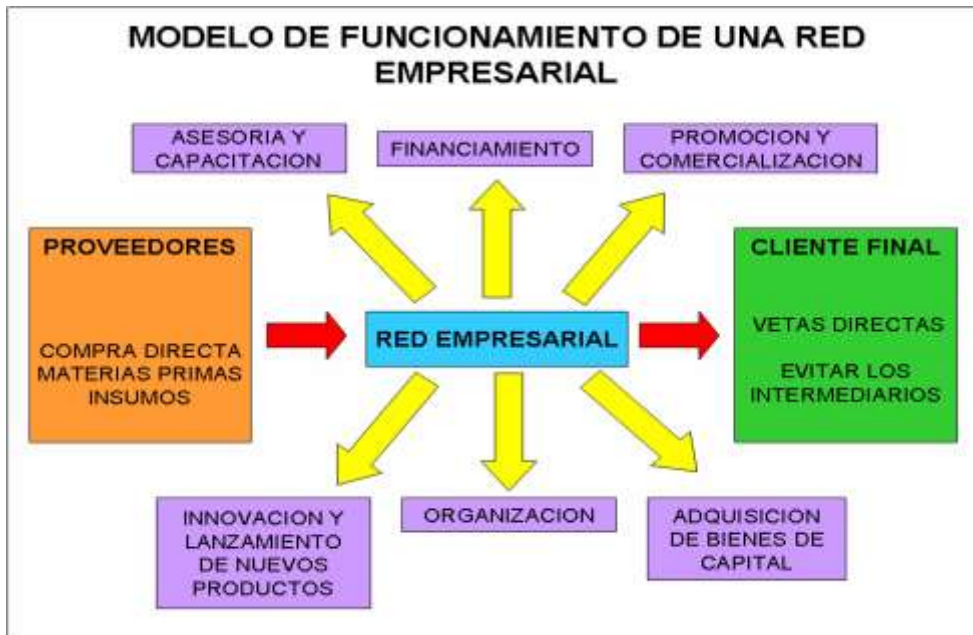 MODELO DE FUNCIONAMIENTO DE UNA RED
EMPRESARIAL
ASESORIA Y
CAPACITACION
FINANCIAMIENTO
PROMOCION Y
COMERCIALIZACION
PROVEEDORES
COMPRA DIRECTA
MATERIAS PRIMAS
INSUMOS
RED EMPRESARIAL
CLIENTE FINAL
VETAS DIRECTAS
EVITAR LOS
INTERMEDIARIOS
INNOVACION Y
LANZAMIENTO
DE NUEVOS
PRODUCTOS
ORGANIZACION
ADQUISICION
DE BIENES DE
CAPITAL